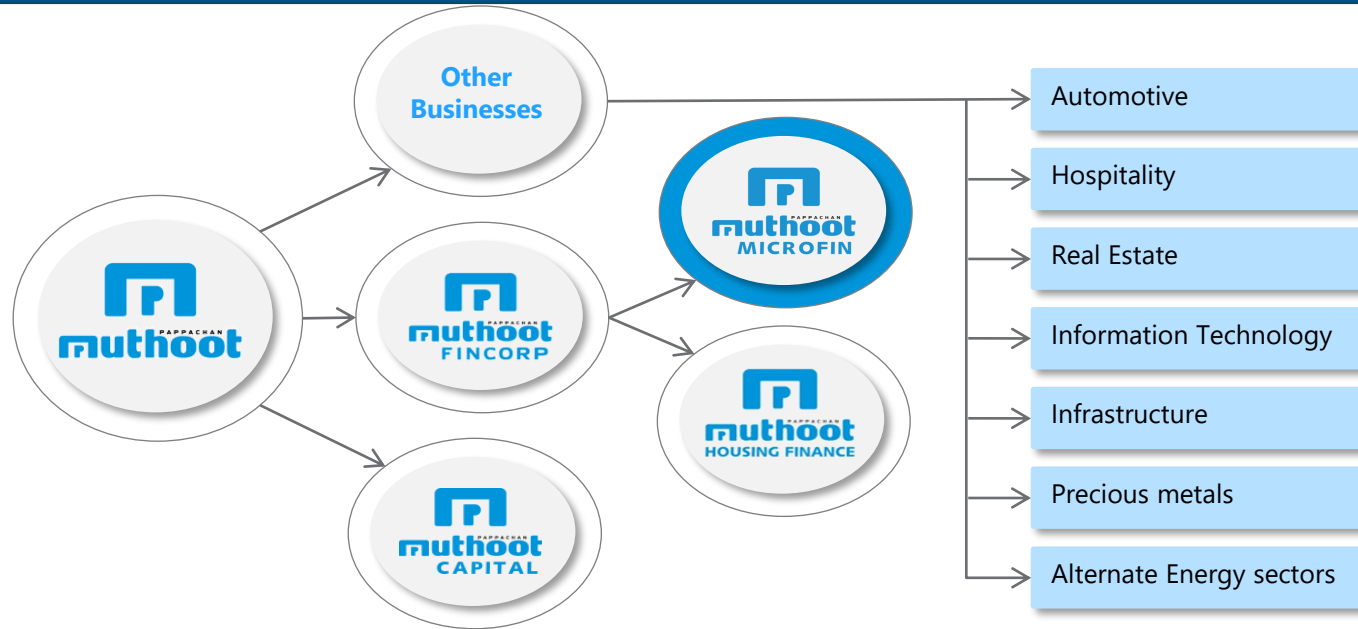 Other
Businesses
Automotive
Hospitality
Real Estate
Information Technology
Infrastructure
Precious metals
Alternate Energy sectors
P
PAPPACHAN
muthoot
MICROFIN
P
PAPPACHAN
muthoot
P
PAPPACHAN
muthoot
FINCORP
P
PAPPACHAN
muthoot
HOUSING FINANCE
P
PAPPACHAN
muthoot
CAPITAL